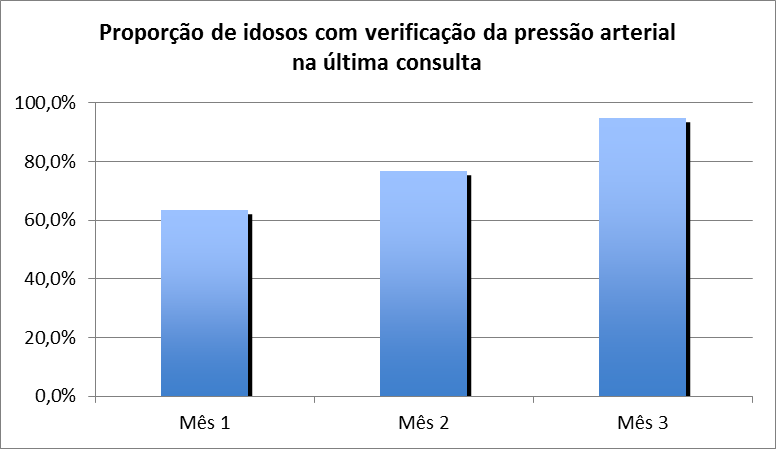 Proporção de idosos com verificação da pressão arterial
na última consulta
100,0%
80,0%
60,0%
40,0%
20,0%
0,0%
Mês 1
Mês 2
Mês 3